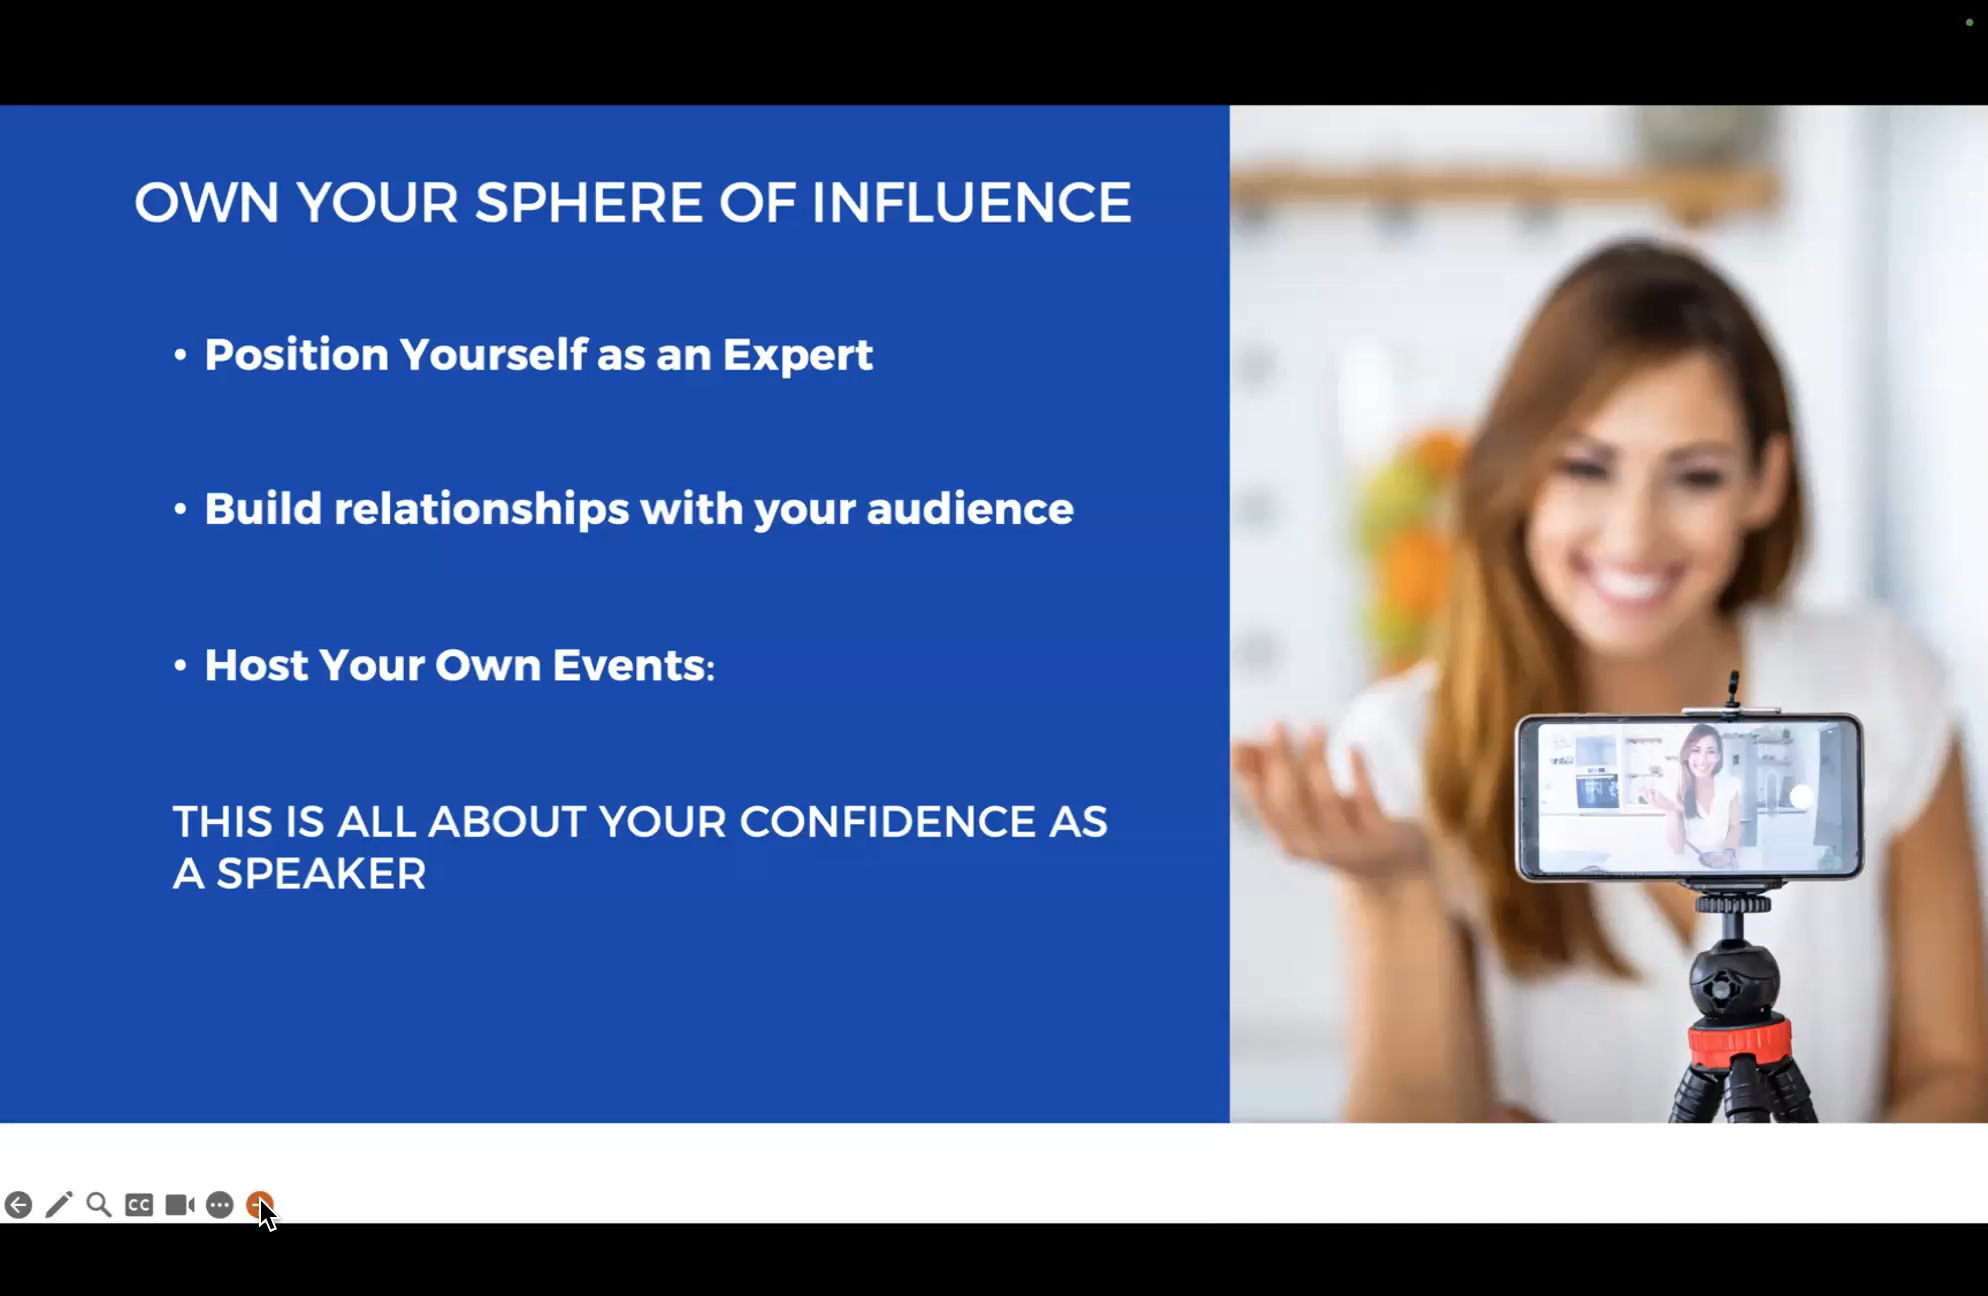 OWN YOUR SPHERE OF INFLUENCE
• Position Yourself as an Expert
• Build relationships with your audience
• Host Your Own Events:
THIS IS ALL ABOUT YOUR CONFIDENCE AS
A SPEAKER
CC